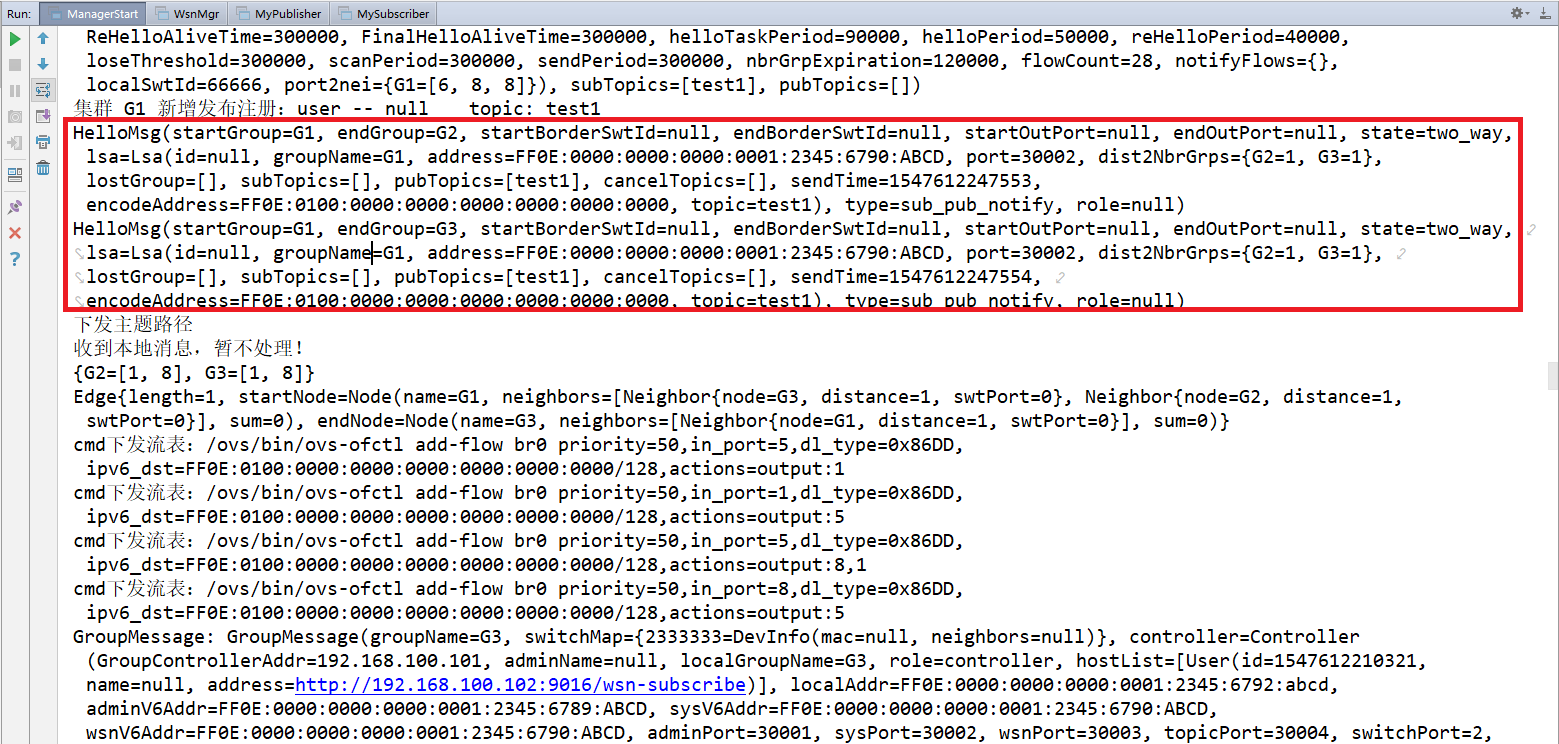 Run: ManagerStart WsnMgr MyPublisher MySubscriber
ReHelloAliveTime=300000, FinalHelloAliveTime=300000, helloTaskPeriod=90000, helloPeriod=50000, reHelloPeriod=40000,
loseThreshold=300000, scanPeriod=300000, sendPeriod=300000, nbrGrpExpiration=120000, flowCount=28, notifyFlows={},
localSwtId=66666, port2nei={G1=[6, 8, 8]}), subTopics=[test1], pubTopics=[])
集群 G1 新增发布注册：user -- null    topic: test1
HelloMsg(startGroup=G1, endGroup=G2, startBorderSwtId=null, endBorderSwtId=null, startOutPort=null, endOutPort=null, state=two_way,
lsa=Lsa(id=null, groupName=G1, address=FF0E:0000:0000:0000:0001:2345:6790:ABCD, port=30002, dist2NbrGrps={G2=1, G3=1},
lostGroup=[], subTopics=[], pubTopics=[test1], cancelTopics=[], sendTime=1547612247553,
encodeAddress=FF0E:0100:0000:0000:0000:0000:0000:0000, topic=test1), type=sub_pub_notify, role=null)
HelloMsg(startGroup=G1, endGroup=G3, startBorderSwtId=null, endBorderSwtId=null, startOutPort=null, endOutPort=null, state=two_way,
lsa=Lsa(id=null, groupName=G1, address=FF0E:0000:0000:0000:0001:2345:6790:ABCD, port=30002, dist2NbrGrps={G2=1, G3=1},
lostGroup=[], subTopics=[], pubTopics=[test1], cancelTopics=[], sendTime=1547612247554,
encodeAddress=FF0E:0100:0000:0000:0000:0000:0000:0000, topic=test1), type=sub_pub_notify, role=null)
下发主题路径
收到本地消息，暂不处理！
{G2=[1, 8], G3=[1, 8]}
Edge{length=1, startNode=Node(name=G1, neighbors=[Neighbor{node=G3, distance=1, swtPort=0}, Neighbor{node=G2, distance=1,
swtPort=0}], sum=0), endNode=Node(name=G3, neighbors=[Neighbor{node=G1, distance=1, swtPort=0}], sum=0)}
cmd下发流表：/ovs/bin/ovs-ofctl add-flow br0 priority=50,in_port=5,dl_type=0x86DD,
ipv6_dst=FF0E:0100:0000:0000:0000:0000:0000:0000/128,actions=output:1
cmd下发流表：/ovs/bin/ovs-ofctl add-flow br0 priority=50,in_port=1,dl_type=0x86DD,
ipv6_dst=FF0E:0100:0000:0000:0000:0000:0000:0000/128,actions=output:5
cmd下发流表：/ovs/bin/ovs-ofctl add-flow br0 priority=50,in_port=5,dl_type=0x86DD,
ipv6_dst=FF0E:0100:0000:0000:0000:0000:0000:0000/128,actions=output:8,1
cmd下发流表：/ovs/bin/ovs-ofctl add-flow br0 priority=50,in_port=8,dl_type=0x86DD,
ipv6_dst=FF0E:0100:0000:0000:0000:0000:0000:0000/128,actions=output:5
GroupMessage: GroupMessage(groupName=G3, switchMap={2333333=DevInfo(mac=null, neighbors=null)}, controller=Controller
(GroupControllerAddr=192.168.100.101, adminName=null, localGroupName=G3, role=controller, hostList=[User(id=1547612210321,
name=null, address=http://192.168.100.102:9016/wsn-subscribe)], localAddr=FF0E:0000:0000:0000:0001:2345:6792:abcd,
adminV6Addr=FF0E:0000:0000:0000:0001:2345:6789:ABCD, sysV6Addr=FF0E:0000:0000:0000:0001:2345:6790:ABCD,
wsnV6Addr=FF0E:0000:0000:0000:0001:2345:6790:ABCD, adminPort=30001, sysPort=30002, wsnPort=30003, topicPort=30004, switchPort=2,